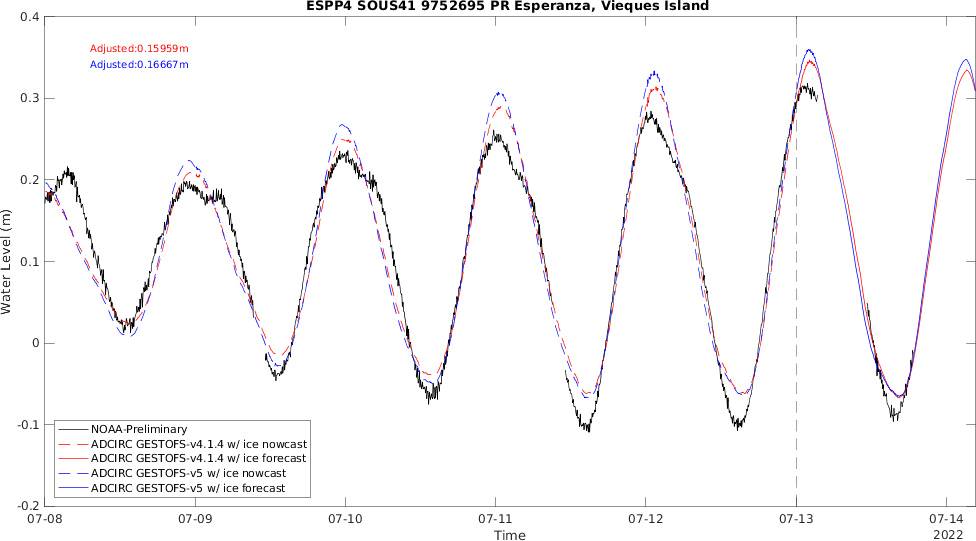 ESPP4 SOUS41 9752695 PR Esperanza, Vieques Island
0.4
Adjusted:0.15959m
Adjusted:0.16667m
0.3
0.2
Water Level (m)
0.1
0
-0.1
-0.2
NOAA-Preliminary
ADCIRC GESTOFS-v4.1.4 w/ ice nowcast
ADCIRC GESTOFS-v4.1.4 w/ ice forecast
ADCIRC GESTOFS-v5 w/ ice nowcast
ADCIRC GESTOFS-v5 w/ ice forecast
07-08 07-09 07-10 07-11 07-12 07-13 07-14
Time
2022